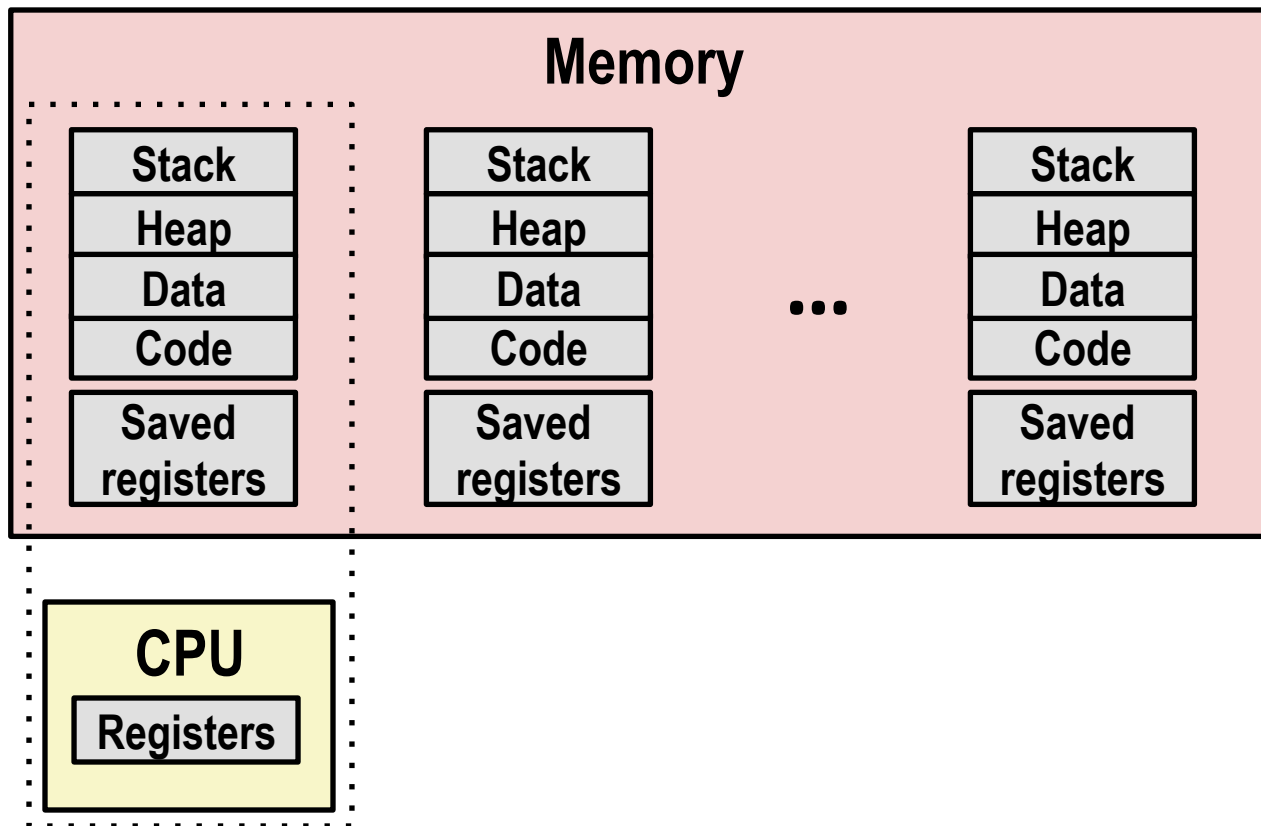 Memory
Stack
Heap
Data
Code
Saved
registers
Stack
Heap
Data
Code
Saved
registers
...
Stack
Heap
Data
Code
Saved
registers
CPU
Registers